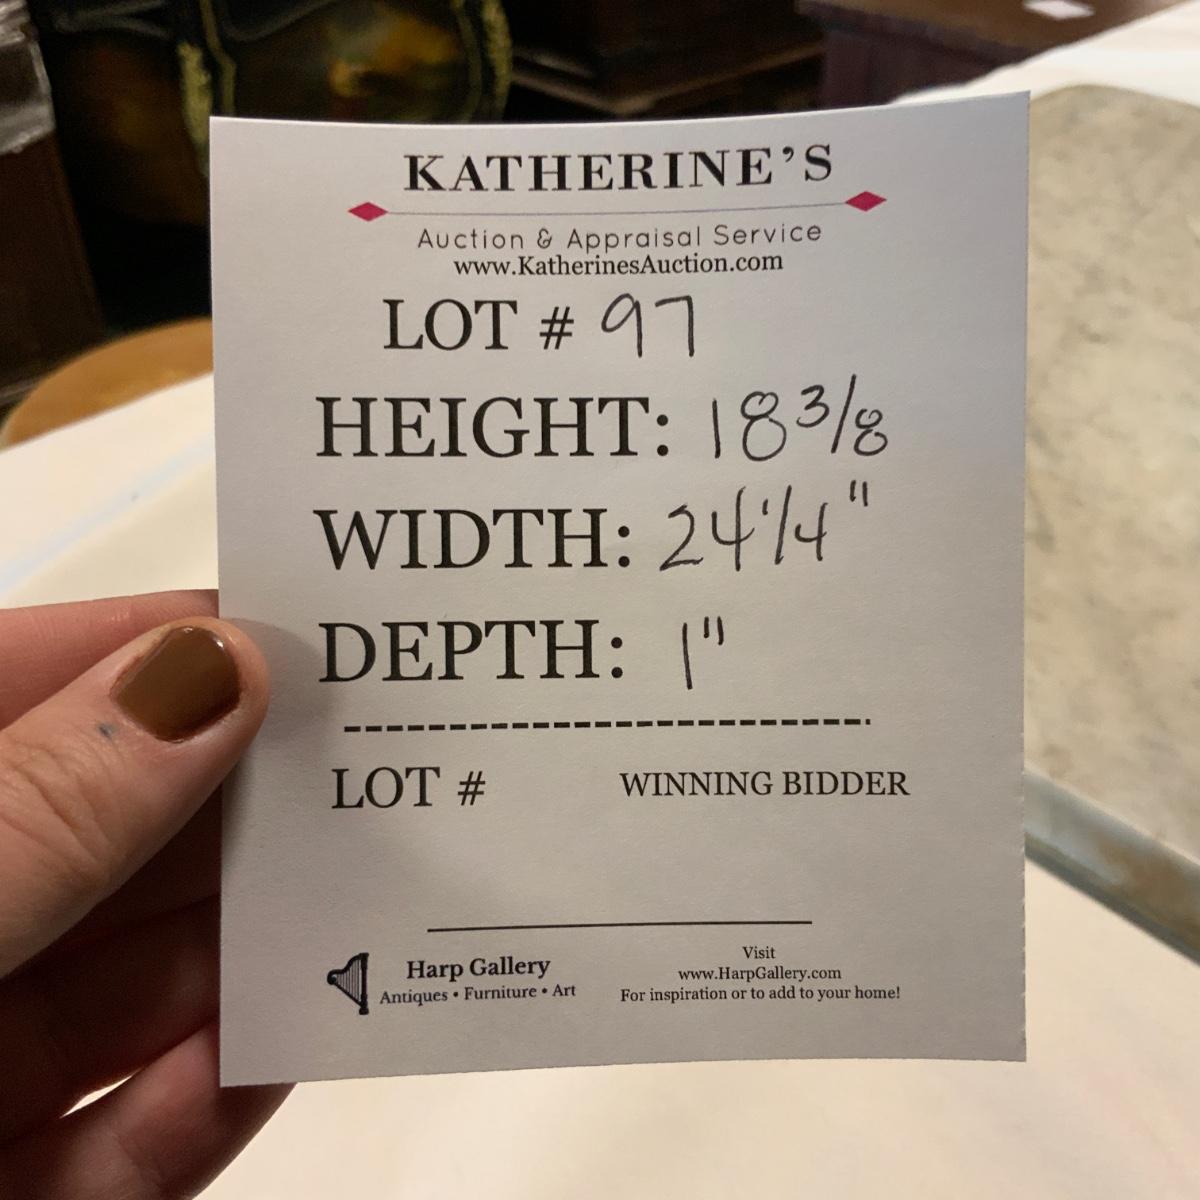 KATHERINE'S
Auction & Appraisal Service
www.KatherinesAuction.com
LOT # 97
HEIGHT: 18 3/8
WIDTH: 24 1/4"
DEPTH: 1"
LOT # WINNING BIDDER
Harp Gallery
Antiques • Furniture • Art
Visit
www.HarpGallery.com
For inspiration or to add to your home!